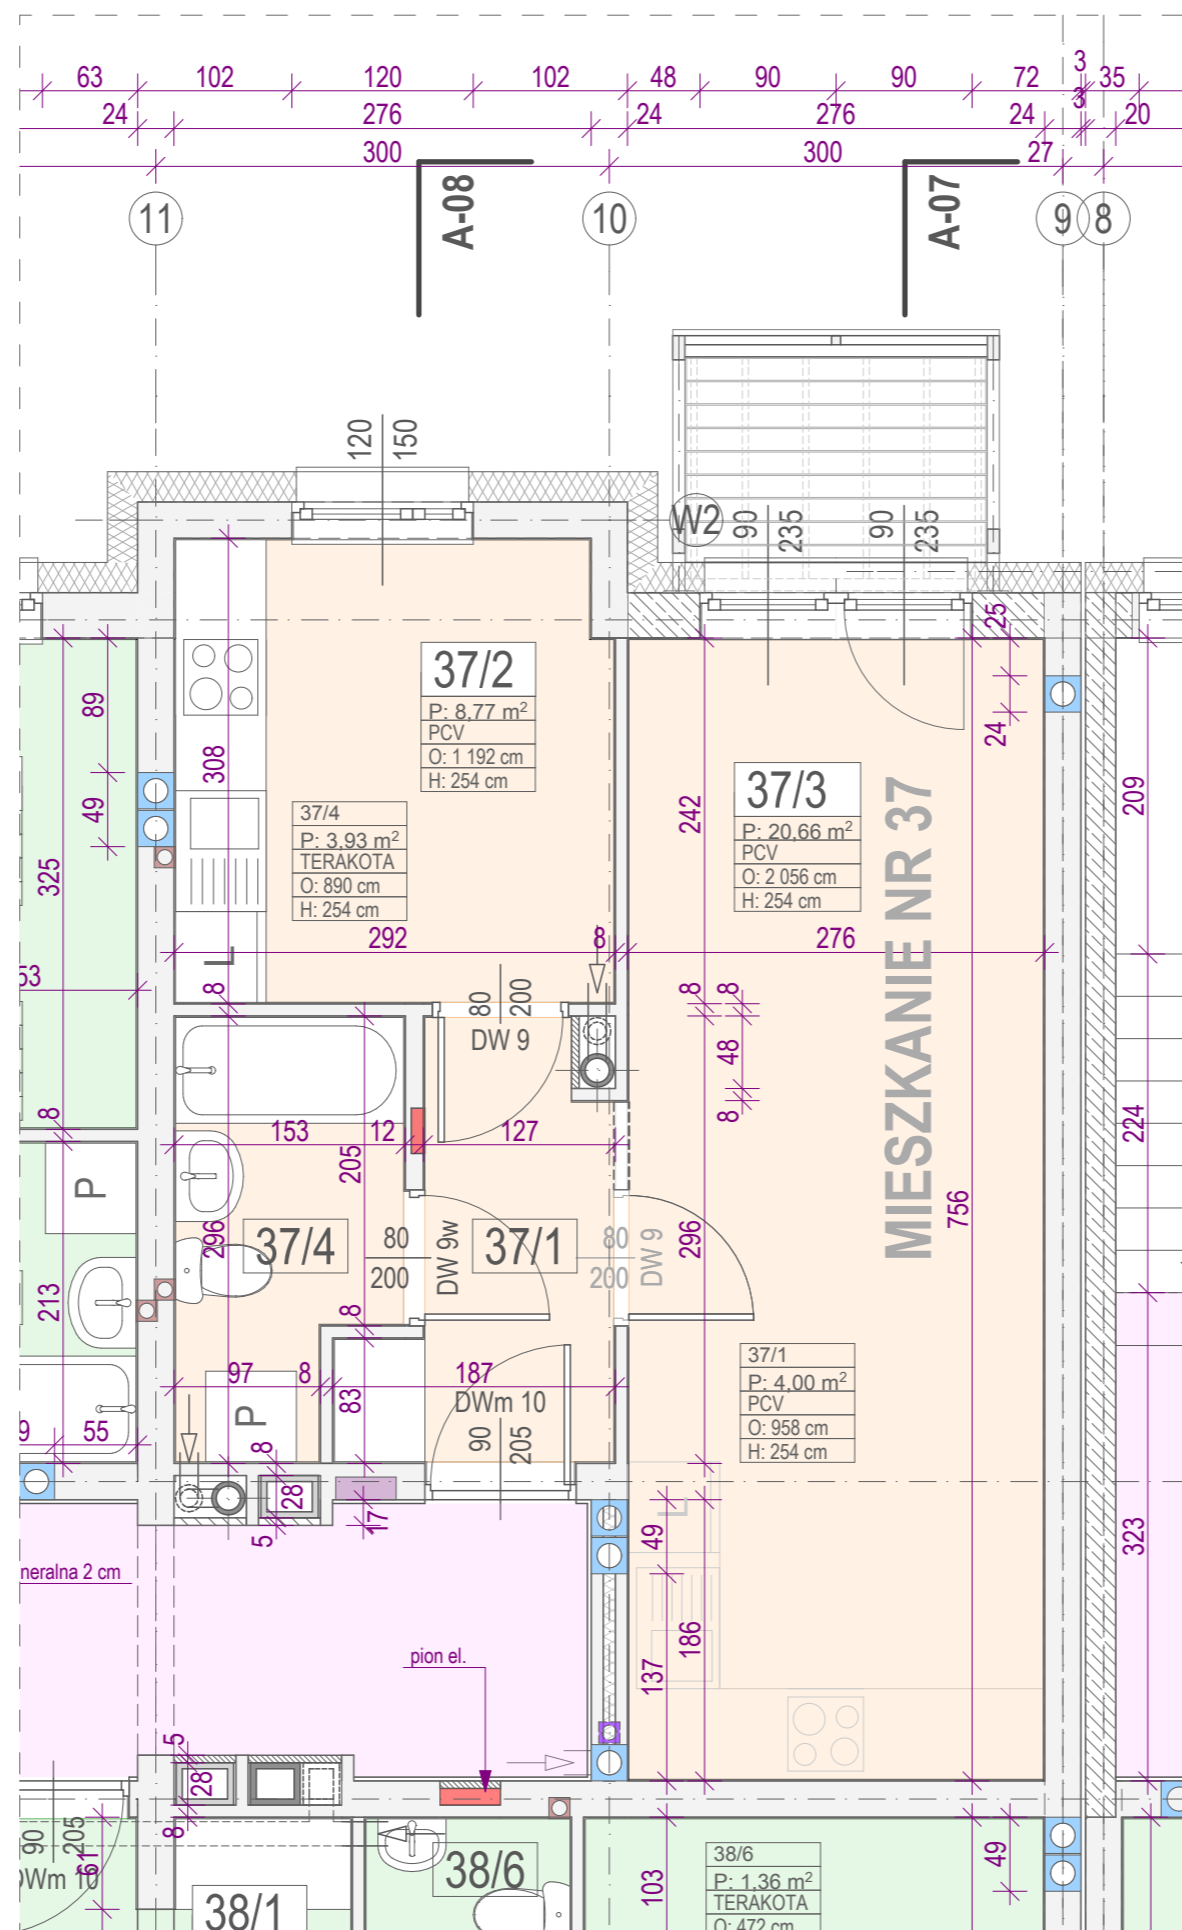 63 102 120 102 48 90 90 72 3 35
24 276 24 276 24 3 20
300 300 27
11 A-08 10 A-07 9 8
120 150
W2 90 235 90 235
25
24
89
49
325
308
242
209
37/2
P: 8,77 m²
PCV
O: 1 192 cm
H: 254 cm
37/4
P: 3,93 m²
TERAKOTA
O: 890 cm
H: 254 cm
37/3
P: 20,66 m²
PCV
O: 2 056 cm
H: 254 cm
MIESZKANIE NR 37
L
53 292 8 276
8 80 200 8 8
DW 9
48
8
8
153 12 127
205
224
P
296
213
37/4
80
200
DW 9w
37/1
80
200
DW 9
296
756
8
97 8 187
83
DWm 10
90 205
P
37/1
P: 4,00 m²
PCV
O: 958 cm
H: 254 cm
9 55
8
28
5
17
L
49
323
neralna 2 cm
pion el.
137
186
5
28
8
90 205
DWm 10
61
38/1
38/6
103
38/6
P: 1,36 m²
TERAKOTA
O: 472 cm
49